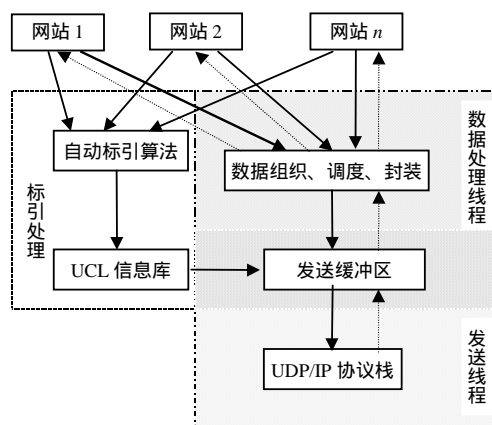 网站 1
网站 2
网站 n
自动标引算法
数据组织、调度、封装
数据处理线程
标引处理
UCL 信息库
发送缓冲区
UDP/IP 协议栈
发送线程